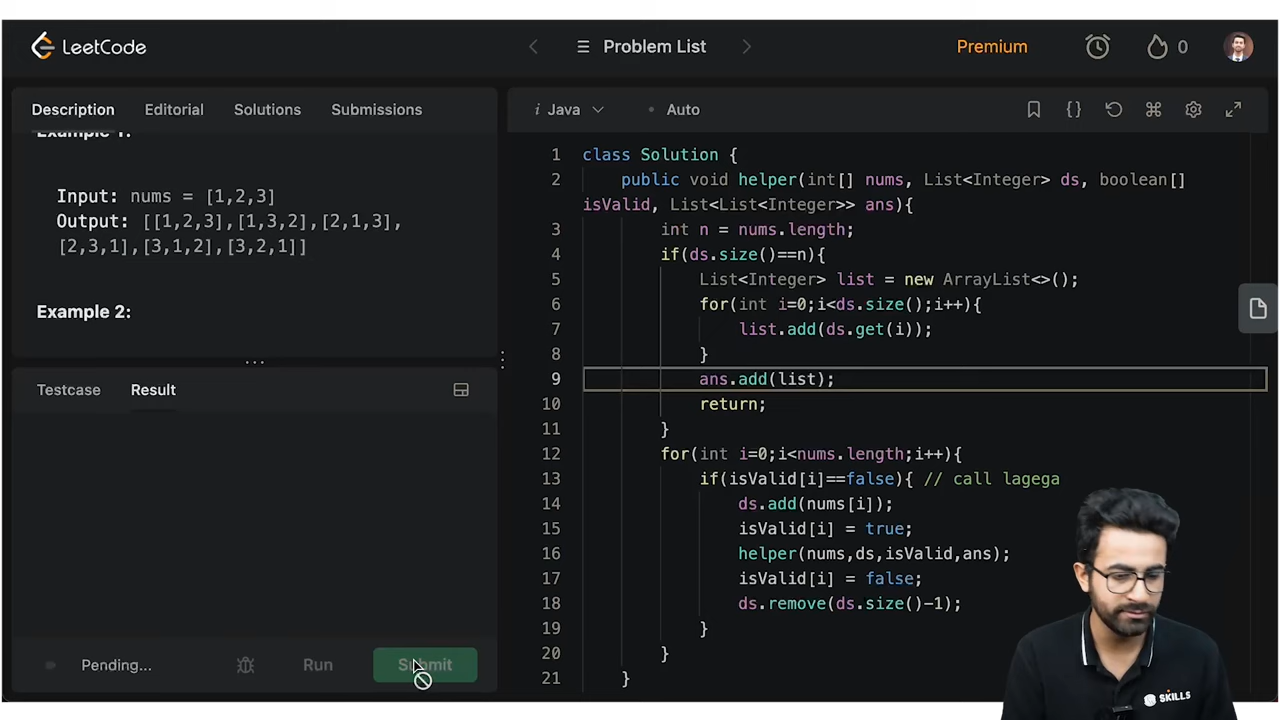 LeetCode
Problem List
Premium
0
Description Editorial Solutions Submissions
Example 1:
Input: nums = [1,2,3]
Output: [[1,2,3],[1,3,2],[2,1,3],
[2,3,1],[3,1,2],[3,2,1]]
Example 2:
Testcase Result
Pending...
Run
Submit
i Java
Auto
1 class Solution {
2 public void helper(int[] nums, List<Integer> ds, boolean[]
isValid, List<List<Integer>> ans){
3 int n = nums.length;
4 if(ds.size()==n){
5 List<Integer> list = new ArrayList<>();
6 for(int i=0;i<ds.size();i++){
7 list.add(ds.get(i));
8 }
9 ans.add(list);
10 return;
11 }
12 for(int i=0;i<nums.length;i++){
13 if(isValid[i]==false){ // call lagega
14 ds.add(nums[i]);
15 isValid[i] = true;
16 helper(nums,ds,isValid,ans);
17 isValid[i] = false;
18 ds.remove(ds.size()-1);
19 }
20 }
21 }
SKILLS